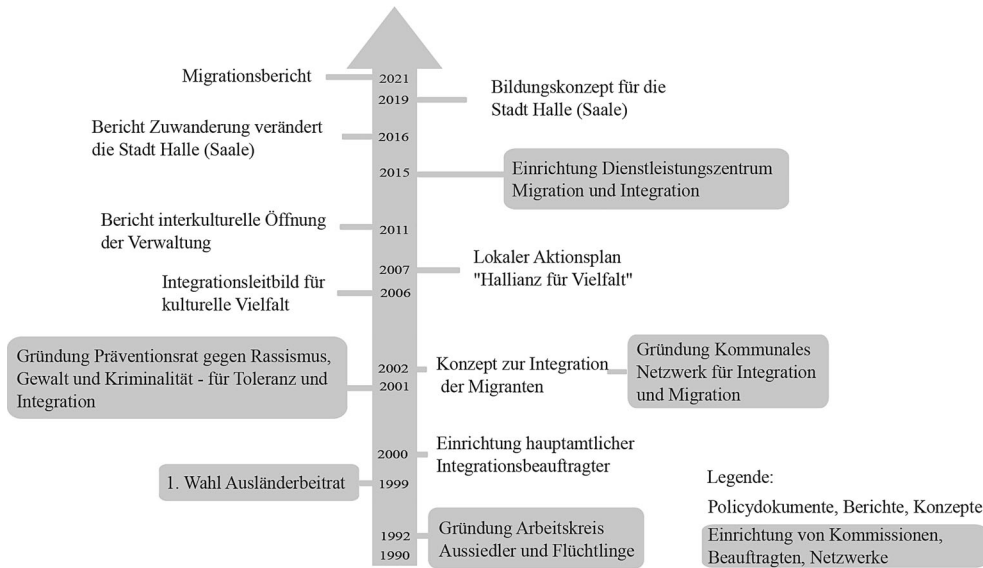 Migrationsbericht
2021
2019
Bildungskonzept für die
Stadt Halle (Saale)
Bericht Zuwanderung verändert
die Stadt Halle (Saale)
2016
2015
Einrichtung Dienstleistungszentrum
Migration und Integration
Bericht interkulturelle Öffnung
der Verwaltung
2011
2007
Lokaler Aktionsplan
"Hallianz für Vielfalt"
Integrationsleitbild für
kulturelle Vielfalt
2006
Gründung Präventionsrat gegen Rassismus,
Gewalt und Kriminalität - für Toleranz und
Integration
2002
2001
Konzept zur Integration
der Migranten
Gründung Kommunales
Netzwerk für Integration
und Migration
2000
Einrichtung hauptamtlicher
Integrationsbeauftragter
1. Wahl Ausländerbeitrat
1999
1992
1990
Gründung Arbeitskreis
Aussiedler und Flüchtlinge
Legende:
Policydokumente, Berichte, Konzepte
Einrichtung von Kommissionen,
Beauftragten, Netzwerke